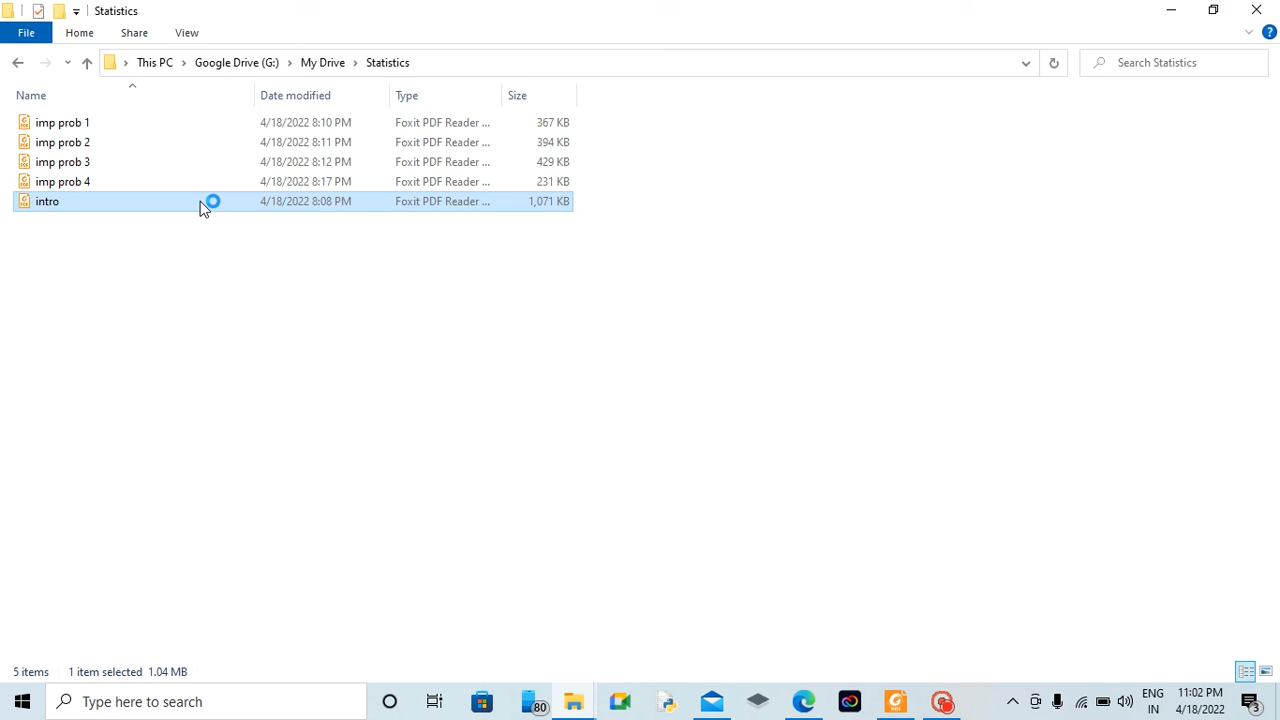 Statistics
File Home Share View
This PC Google Drive (G:) My Drive Statistics Search Statistics
Name Date modified Type Size
imp prob 1 4/18/2022 8:10 PM Foxit PDF Reader ... 367 KB
imp prob 2 4/18/2022 8:11 PM Foxit PDF Reader ... 394 KB
imp prob 3 4/18/2022 8:12 PM Foxit PDF Reader ... 429 KB
imp prob 4 4/18/2022 8:17 PM Foxit PDF Reader ... 231 KB
intro 4/18/2022 8:08 PM Foxit PDF Reader ... 1,071 KB
5 items 1 item selected 1.04 MB
Type here to search 80 ENG 11:02 PM
IN 4/18/2022 3